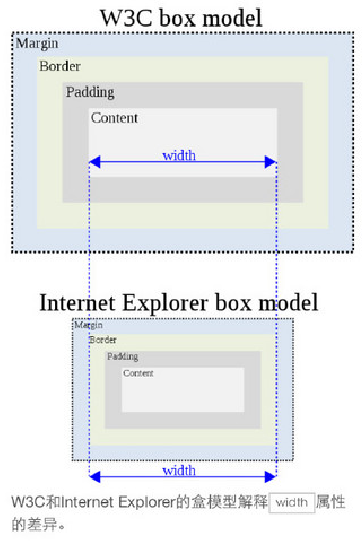 W3C box model
Margin
Border
Padding
Content
width
Internet Explorer box model
Margin
Border
Padding
Content
width
W3C和Internet Explorer的盒模型解释 width 属性
的差异。